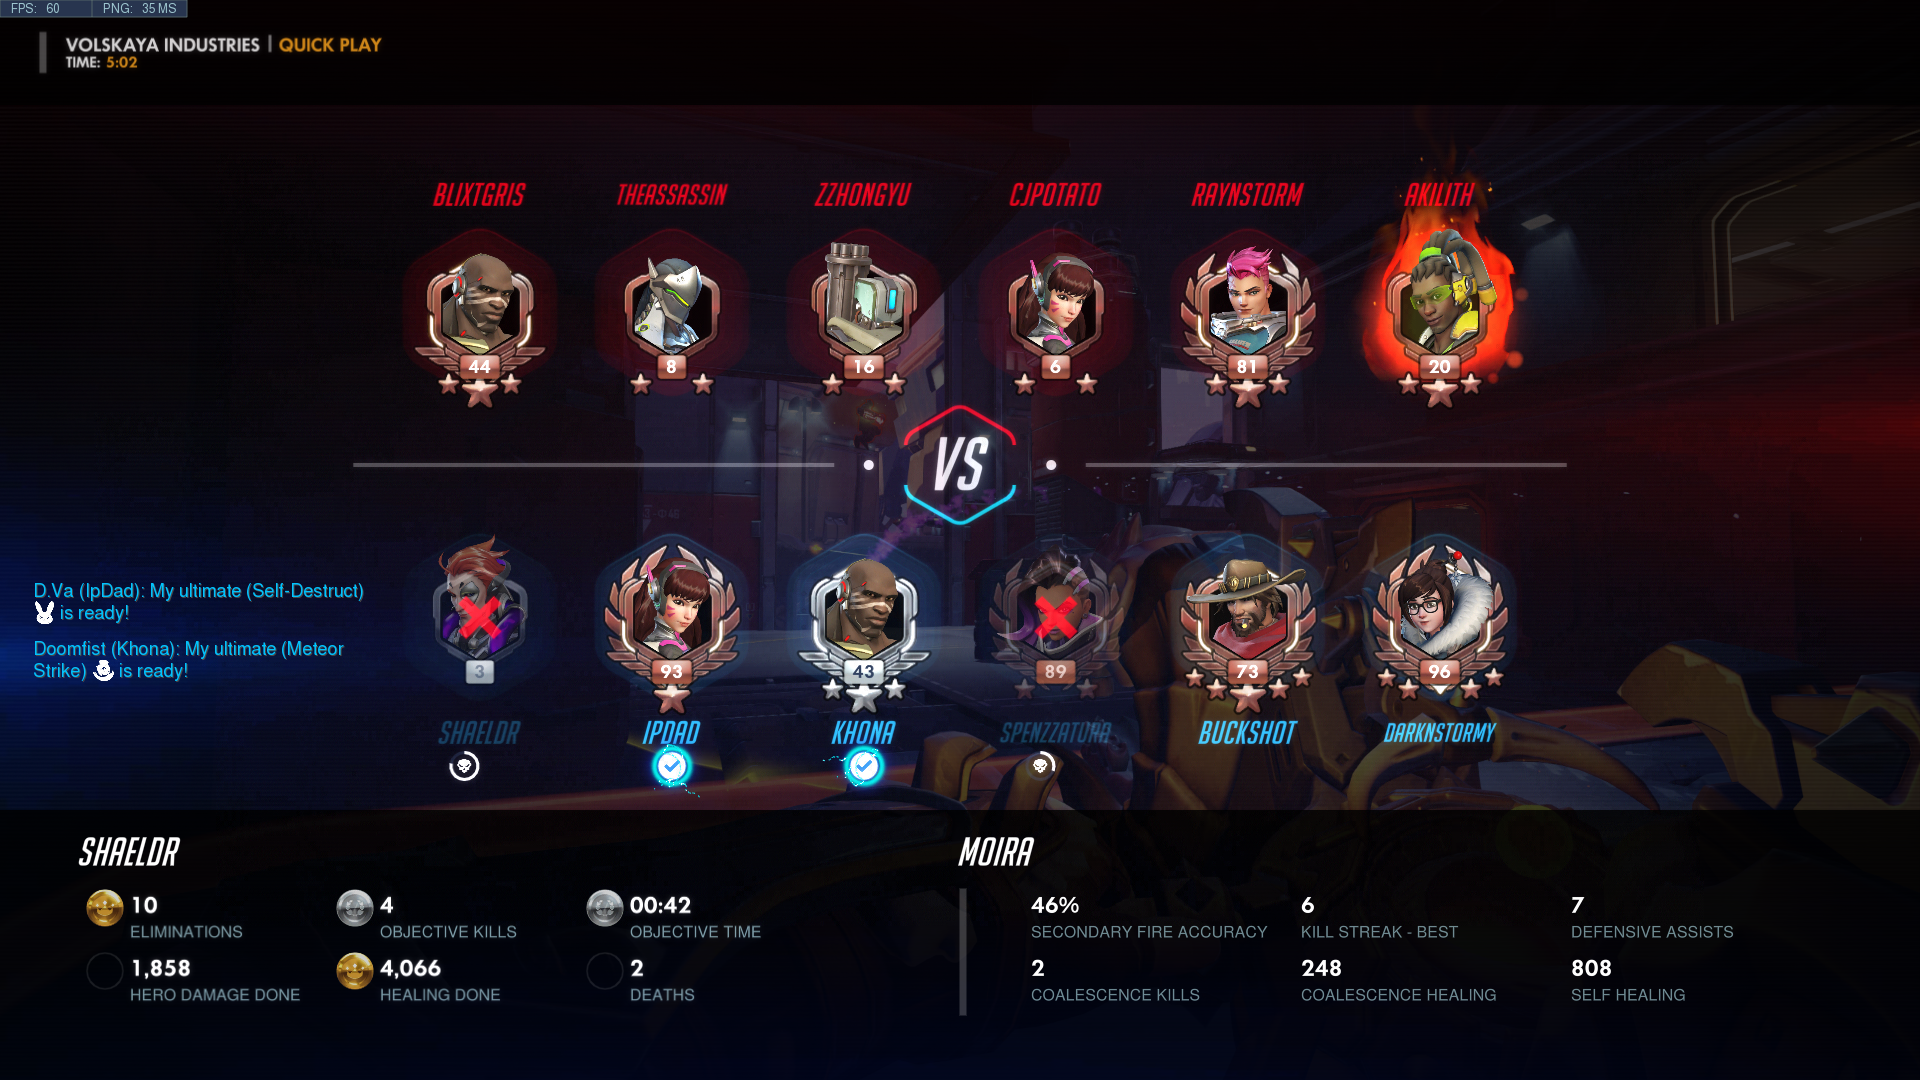 FPS: 60 PNG: 35 MS
VOLSKAYA INDUSTRIES | QUICK PLAY
TIME: 5:02
BLIXTGRIS THEASSASSIN ZZHONGYU CJPOTATO RAYNSTORM AKILITH
44 8 16 6 81 20
VS
D.Va (IpDad): My ultimate (Self-Destruct)
is ready!
Doomfist (Khona): My ultimate (Meteor
Strike) is ready!
3 93 43 89 73 96
SHAELDR IPDAD KHONA SPENZZATURA BUCKSHOT DARKNSTORMY
SHAELDR
10
ELIMINATIONS
4
OBJECTIVE KILLS
00:42
OBJECTIVE TIME
1,858
HERO DAMAGE DONE
4,066
HEALING DONE
2
DEATHS
MOIRA
46%
SECONDARY FIRE ACCURACY
6
KILL STREAK - BEST
7
DEFENSIVE ASSISTS
2
COALESCENCE KILLS
248
COALESCENCE HEALING
808
SELF HEALING